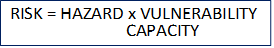 RISK = HAZARD x VULNERABILITY
CAPACITY